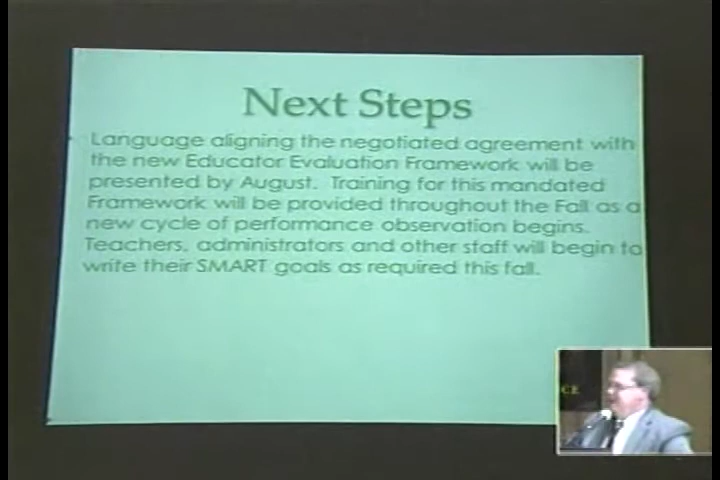 Next Steps
Language aligning the negotiated agreement with
the new Educator Evaluation Framework will be
presented by August. Training for this mandated
Framework will be provided throughout the Fall as a
new cycle of performance observation begins.
Teachers, administrators and other staff will begin to
write their SMART goals as required this fall.
CE